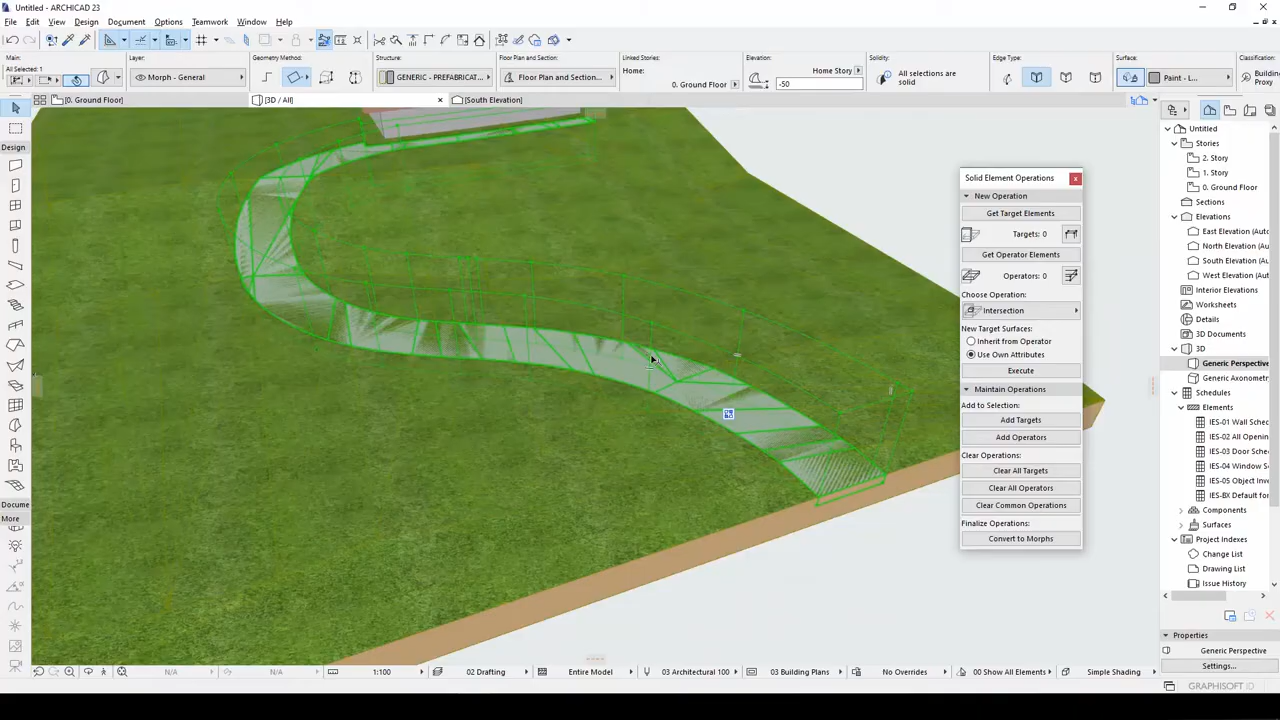 Untitled - ARCHICAD 23
File Edit View Design Document Options Teamwork Window Help
Main:
All Selected: 1
Layer:
Morph - General
Geometry Method:
Structure:
GENERIC - PREFABRICAT...
Floor Plan and Section:
Floor Plan and Section...
Linked Stories:
Home:
0. Ground Floor
Elevation:
Home Story
-50
Solidity:
All selections are
solid
Edge Type:
Surface:
Paint - L...
Classification
Building
Proxy
[0. Ground Floor]
[3D / All]
[South Elevation]
Design
Docume
More
Solid Element Operations
New Operation
Get Target Elements
Targets: 0
Get Operator Elements
Operators: 0
Choose Operation:
Intersection
New Target Surfaces:
Inherit from Operator
Use Own Attributes
Execute
Maintain Operations
Add to Selection:
Add Targets
Add Operators
Clear Operations:
Clear All Targets
Clear All Operators
Clear Common Operations
Finalize Operations:
Convert to Morphs
Untitled
Stories
2. Story
1. Story
0. Ground Floor
Sections
Elevations
East Elevation (Auto
North Elevation (Au
South Elevation (Au
West Elevation (Aut
Interior Elevations
Worksheets
Details
3D Documents
3D
Generic Perspective
Generic Axonometr
Schedules
Elements
IES-01 Wall Sched
IES-02 All Opening
IES-03 Door Sche
IES-04 Window S
IES-05 Object Inve
IES-BX Default for
Components
Surfaces
Project Indexes
Change List
Drawing List
Issue History
Properties
Generic Perspective
Settings...
N/A
N/A
1:100
02 Drafting
Entire Model
03 Architectural 100
03 Building Plans
No Overrides
00 Show All Elements
Simple Shading
GRAPHISOFT ID